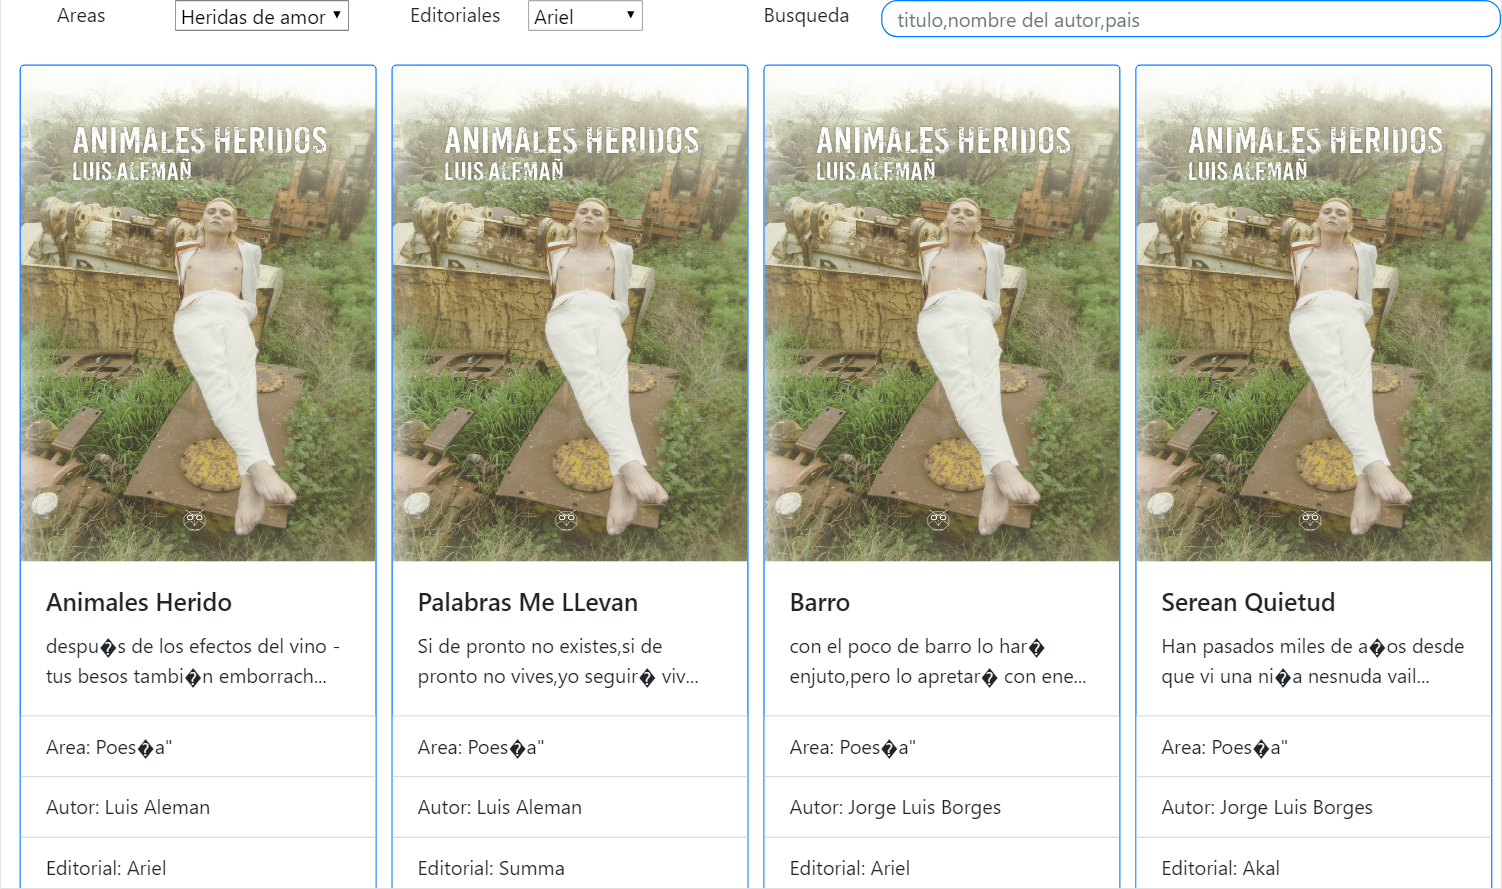 Areas Heridas de amor Editoriales Ariel Busqueda titulo,nombre del autor,pais
ANIMALES HERIDOS
LUIS ALEMAÑ
ANIMALES HERIDOS
LUIS ALEMAÑ
ANIMALES HERIDOS
LUIS ALEMAÑ
ANIMALES HERIDOS
LUIS ALEMAÑ
Animales Herido
despu�s de los efectos del vino -
tus besos tambi�n emborrach...
Area: Poes�a"
Autor: Luis Aleman
Editorial: Ariel
Palabras Me LLevan
Si de pronto no existes,si de
pronto no vives,yo seguir� viv...
Area: Poes�a"
Autor: Luis Aleman
Editorial: Summa
Barro
con el poco de barro lo har�
enjuto,pero lo apretar� con ene...
Area: Poes�a"
Autor: Jorge Luis Borges
Editorial: Ariel
Serean Quietud
Han pasados miles de a�os desde
que vi una ni�a nesnuda vail...
Area: Poes�a"
Autor: Jorge Luis Borges
Editorial: Akal